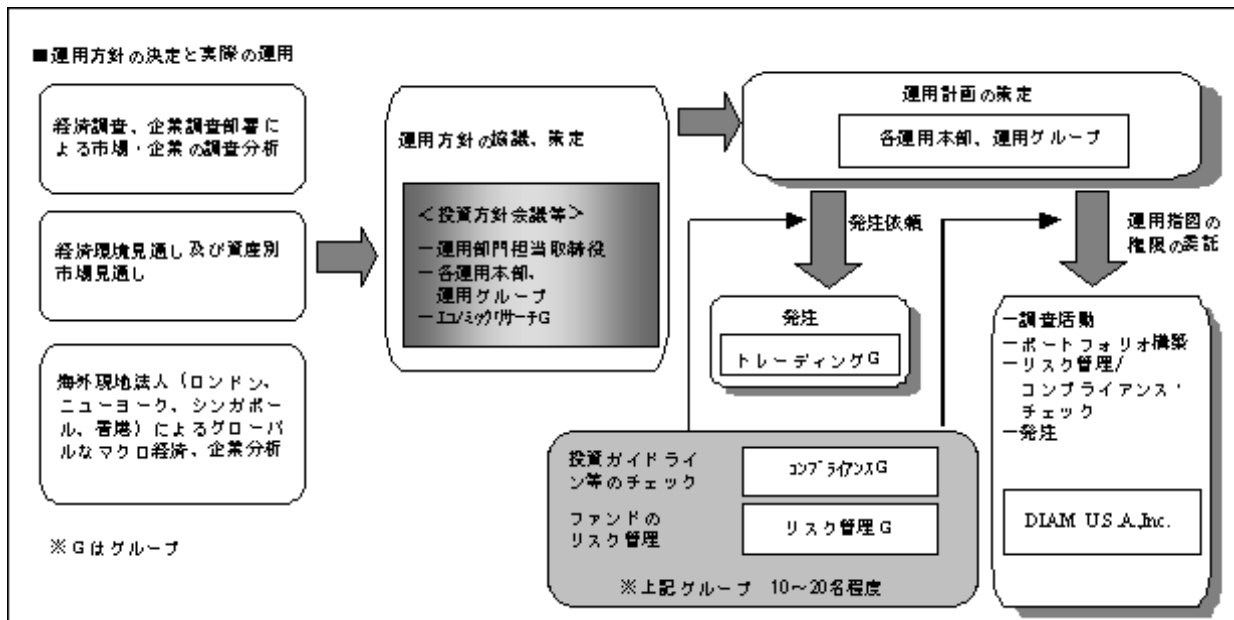 ■運用方針の決定と実際の運用
経済調査、企業調査部署に
よる市場・企業の調査分析
経済環境見通し及び資産別
市場見通し
海外現地法人（ロンドン、
ニューヨーク、シンガポー
ル、香港）によるグローバ
ルなマクロ経済、企業分析
※Gはグループ
運用方針の協議、策定
＜投資方針会議等＞
－運用部門担当取締役
－各運用本部、
運用グループ
－ｴｺﾉﾐｯｸﾘｻｰﾁG
運用計画の策定
各運用本部、運用グループ
発注依頼
運用指図の
権限の委託
発注
トレーディングG
投資ガイドライ
ン等のチェック
ｺﾝﾌﾟﾗｲｱﾝｽG
ファンドの
リスク管理
リスク管理G
※上記グループ　10～20名程度
－調査活動
－ポートフォリオ構築
－リスク管理/
コンプライアンス・
チェック
－発注
DIAM U.S.A.,Inc.